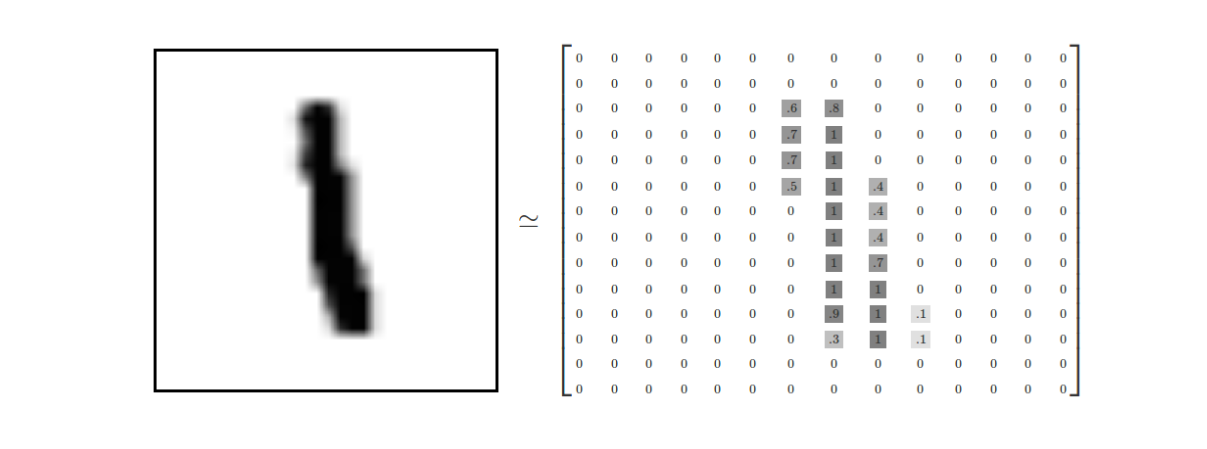 ≃
0 0 0 0 0 0 0 0 0 0 0 0 0 0
0 0 0 0 0 0 0 0 0 0 0 0 0 0
0 0 0 0 0 0 .6 .8 0 0 0 0 0 0
0 0 0 0 0 0 .7 1 0 0 0 0 0 0
0 0 0 0 0 0 .7 1 0 0 0 0 0 0
0 0 0 0 0 0 .5 1 .4 0 0 0 0 0
0 0 0 0 0 0 0 1 .4 0 0 0 0 0
0 0 0 0 0 0 0 1 .4 0 0 0 0 0
0 0 0 0 0 0 0 1 .7 0 0 0 0 0
0 0 0 0 0 0 0 1 1 0 0 0 0 0
0 0 0 0 0 0 0 .9 1 .1 0 0 0 0
0 0 0 0 0 0 0 .3 1 .1 0 0 0 0
0 0 0 0 0 0 0 0 0 0 0 0 0 0
0 0 0 0 0 0 0 0 0 0 0 0 0 0